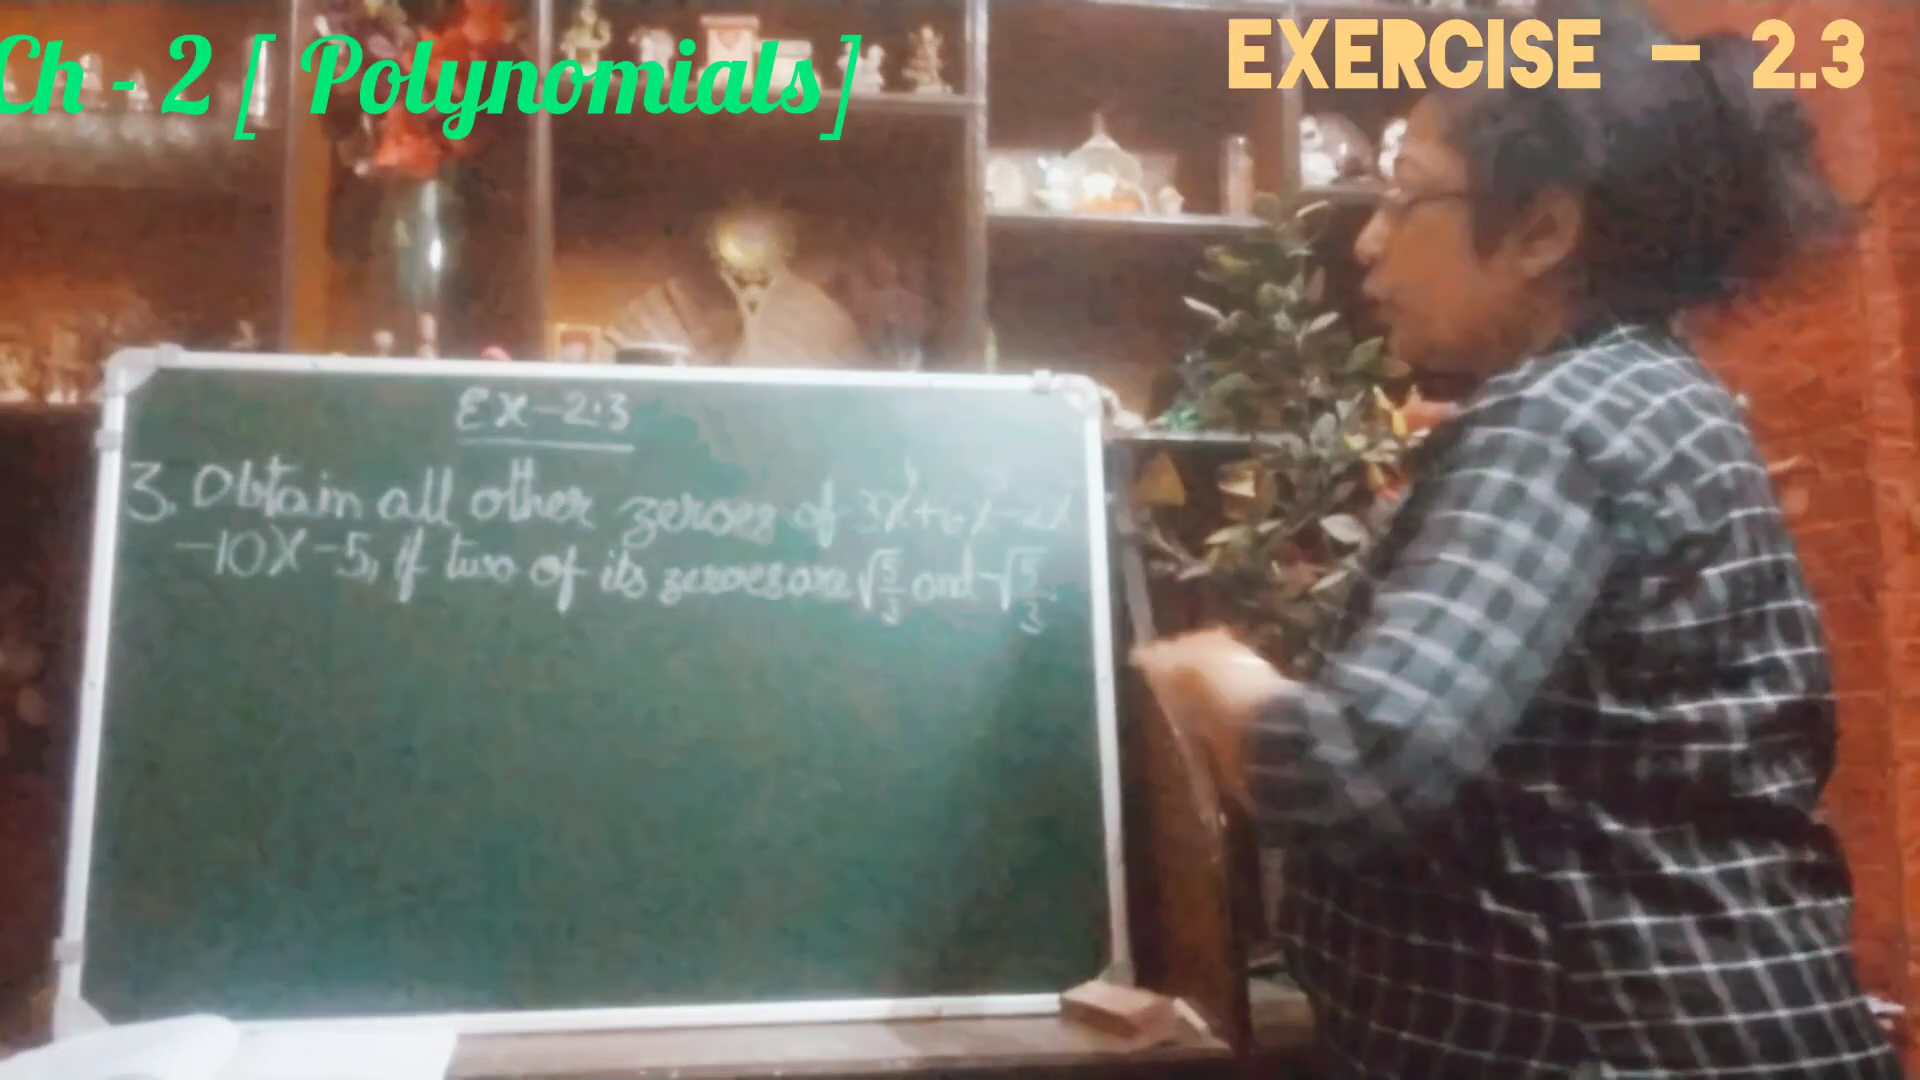 Ch - 2 [ Polynomials]
EXERCISE - 2.3
Ex-2.3
3. Obtain all other zeroes of 3x⁴+6x³-2x
-10x-5, if two of its zeroes are √5/3 and -√5/3